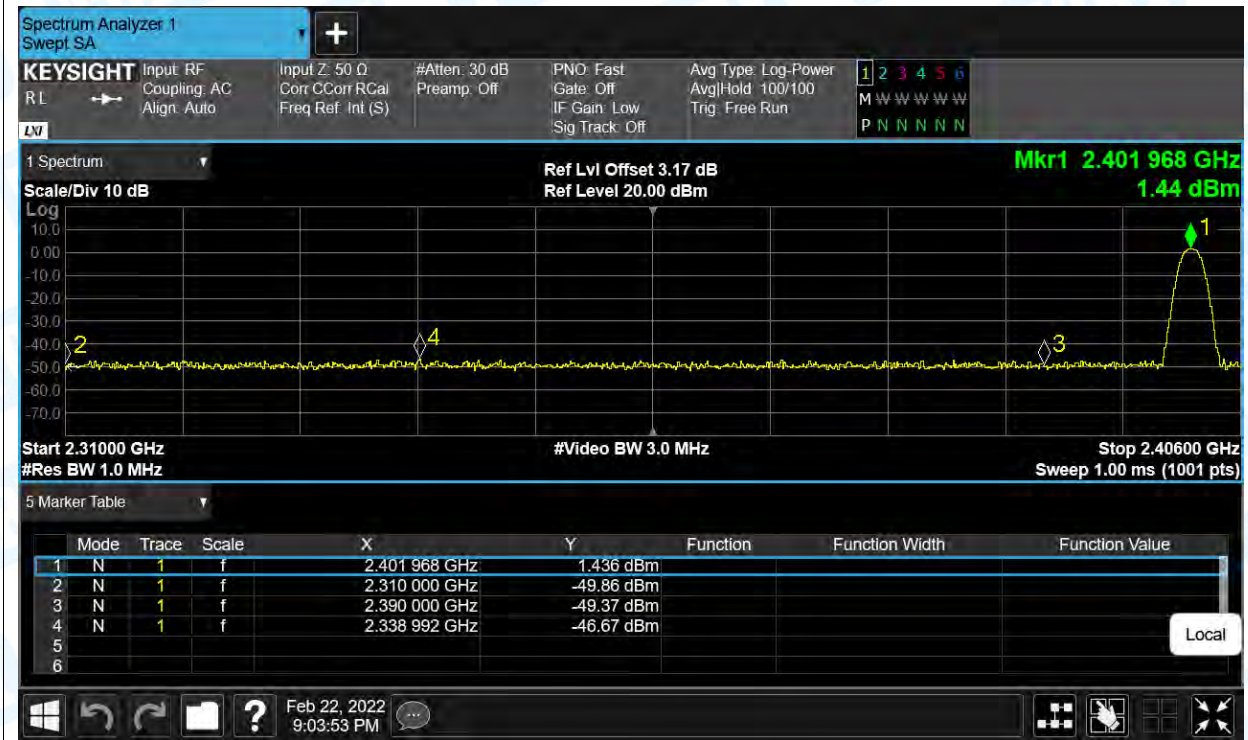 Spectrum Analyzer 1
Swept SA
+
KEYSIGHT Input: RF Input Z: 50 Ω #Atten: 30 dB PNO: Fast Avg Type: Log-Power 1 2 3 4 5 6
R L Coupling: AC Corr CCorr RCal Preamp: Off Gate: Off Avg|Hold: 100/100 M W W W W W
Align: Auto Freq Ref: Int (S) IF Gain: Low Trig: Free Run
LXI Sig Track: Off P N N N N N
1 Spectrum Ref Lvl Offset 3.17 dB Mkr1 2.401 968 GHz
Scale/Div 10 dB Ref Level 20.00 dBm 1.44 dBm
Log
10.0 1
0.00
-10.0
-20.0
-30.0
-40.0 2 4 3
-50.0
-60.0
-70.0
Start 2.31000 GHz #Video BW 3.0 MHz Stop 2.40600 GHz
#Res BW 1.0 MHz Sweep 1.00 ms (1001 pts)
5 Marker Table
Mode Trace Scale X Y Function Function Width Function Value
1 N 1 f 2.401 968 GHz 1.436 dBm
2 N 1 f 2.310 000 GHz -49.86 dBm
3 N 1 f 2.390 000 GHz -49.37 dBm
4 N 1 f 2.338 992 GHz -46.67 dBm
5
6
Local
? Feb 22, 2022
9:03:53 PM